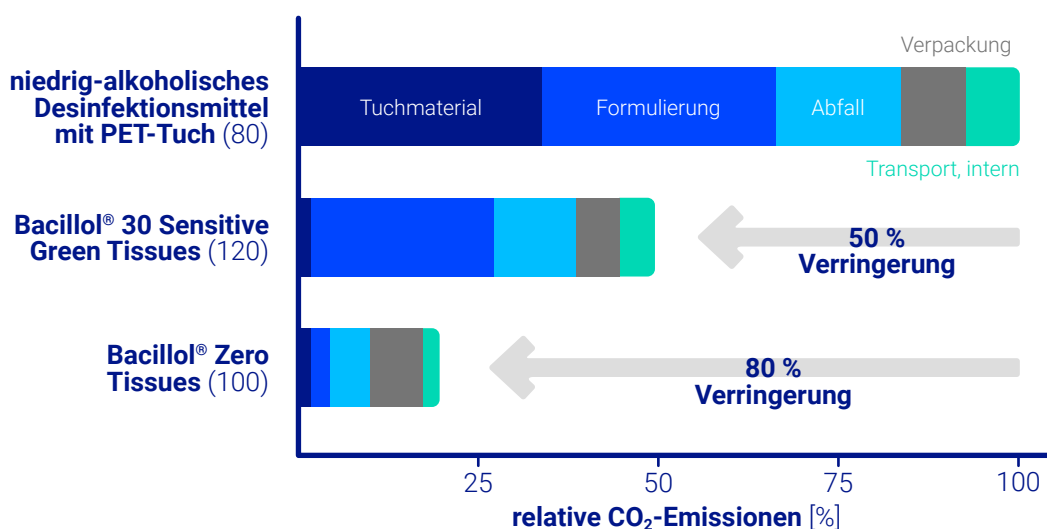 Verpackung
niedrig-alkoholisches
Desinfektionsmittel
mit PET-Tuch (80)
Tuchmaterial
Formulierung
Abfall
Transport, intern
Bacillol® 30 Sensitive
Green Tissues (120)
50 %
Verringerung
Bacillol® Zero
Tissues (100)
80 %
Verringerung
25
50
75
100
relative CO₂-Emissionen [%]